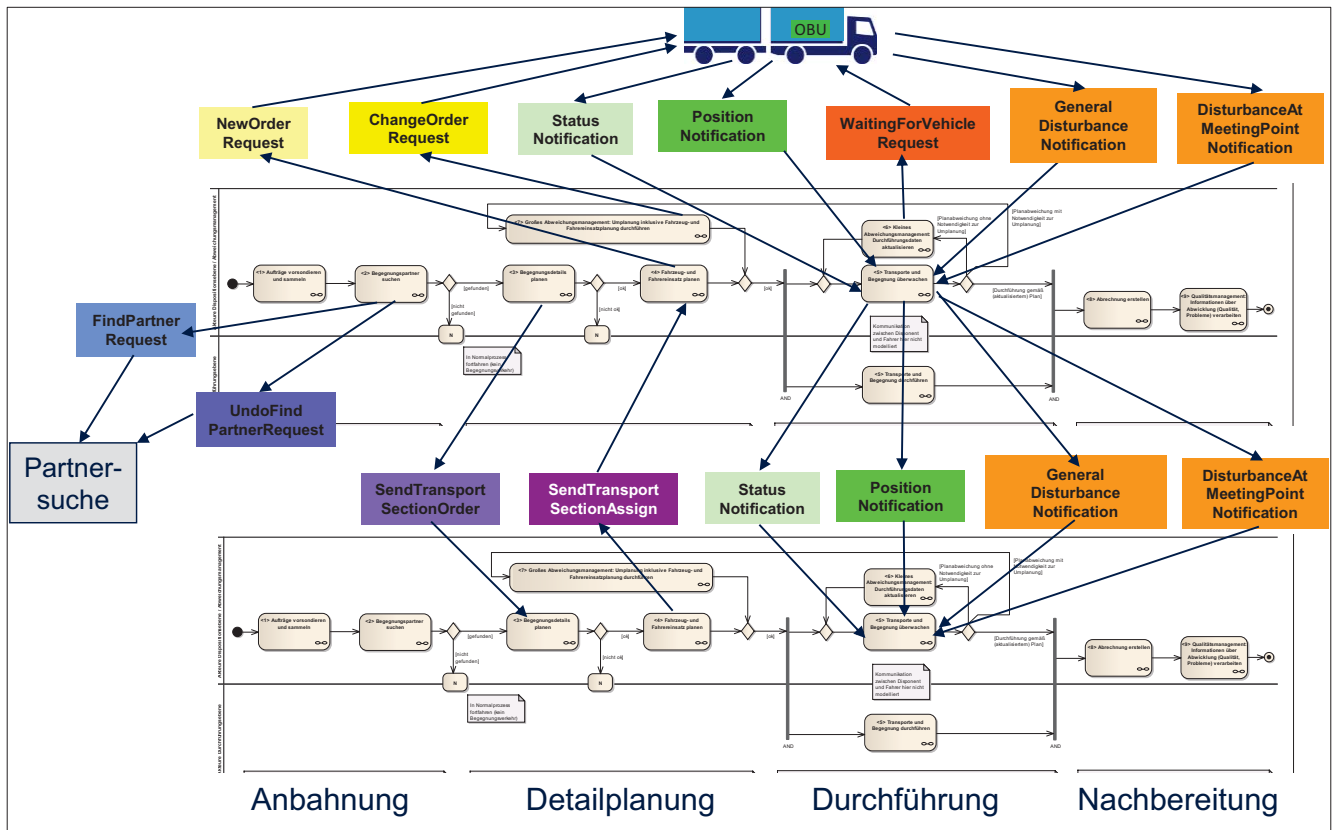 OBU
NewOrder
Request
ChangeOrder
Request
Status
Notification
Position
Notification
WaitingForVehicle
Request
General
Disturbance
Notification
DisturbanceAt
MeetingPoint
Notification
<7> Großes Abweichungsmanagement: Umplanung inklusive Fahrzeug- und
Fahrereinsatzplanung durchführen
<6> Kleines
Abweichungsmanagement:
Durchführungsdaten
aktualisieren
[Planabweichung ohne
Notwendigkeit zur
Umplanung]
[Planabweichung mit
Notwendigkeit zur
Umplanung]
<1> Aufträge vorsondieren
und sammeln
<2> Begegnungspartner
suchen
[gefunden]
[nicht
gefunden]
<3> Begegnungsdetails
planen
[ok]
[nicht ok]
<4> Fahrzeug- und
Fahrereinsatz planen
[ok]
<5> Transporte und
Begegnung überwachen
[Durchführung gemäß
(aktualisiertem) Plan]
<8> Abrechnung erstellen
<9> Qualitätsmanagement:
Informationen über
Abwicklung (Qualität,
Probleme) verarbeiten
N
N
In Normalprozess
fortfahren (kein
Begegnungsverkehr)
Kommunikation
zwischen Disponent
und Fahrer hier nicht
modelliert
<5> Transporte und
Begegnung durchführen
AND
AND
FindPartner
Request
UndoFind
PartnerRequest
Partner-
suche
SendTransport
SectionOrder
SendTransport
SectionAssign
Status
Notification
Position
Notification
General
Disturbance
Notification
DisturbanceAt
MeetingPoint
Notification
<7> Großes Abweichungsmanagement: Umplanung inklusive Fahrzeug- und
Fahrereinsatzplanung durchführen
<6> Kleines
Abweichungsmanagement:
Durchführungsdaten
aktualisieren
[Planabweichung ohne
Notwendigkeit zur
Umplanung]
[Planabweichung mit
Notwendigkeit zur
Umplanung]
<1> Aufträge vorsondieren
und sammeln
<2> Begegnungspartner
suchen
[gefunden]
[nicht
gefunden]
<3> Begegnungsdetails
planen
[ok]
[nicht ok]
<4> Fahrzeug- und
Fahrereinsatz planen
[ok]
<5> Transporte und
Begegnung überwachen
[Durchführung gemäß
(aktualisiertem) Plan]
<8> Abrechnung erstellen
<9> Qualitätsmanagement:
Informationen über
Abwicklung (Qualität,
Probleme) verarbeiten
N
N
In Normalprozess
fortfahren (kein
Begegnungsverkehr)
Kommunikation
zwischen Disponent
und Fahrer hier nicht
modelliert
<5> Transporte und
Begegnung durchführen
AND
AND
Anbahnung
Detailplanung
Durchführung
Nachbereitung